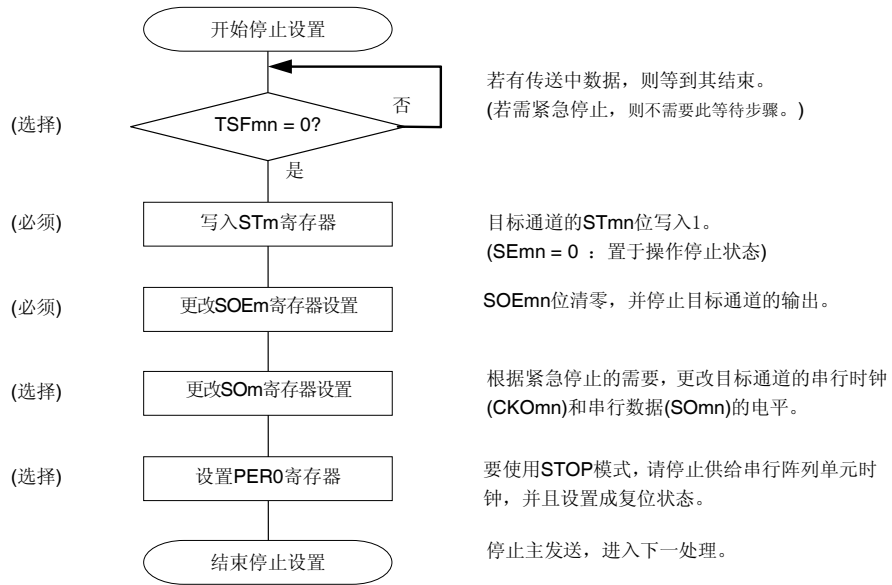 开始停止设置
(选择)
TSFmn = 0?
否
是
若有传送中数据，则等到其结束。
(若需紧急停止，则不需要此等待步骤。)
(必须)
写入STm寄存器
目标通道的STmn位写入1。
(SEmn = 0 ：置于操作停止状态)
(必须)
更改SOEm寄存器设置
SOEmn位清零，并停止目标通道的输出。
(选择)
更改SOm寄存器设置
根据紧急停止的需要，更改目标通道的串行时钟
(CKOmn)和串行数据(SOmn)的电平。
(选择)
设置PER0寄存器
要使用STOP模式，请停止供给串行阵列单元时
钟，并且设置成复位状态。
结束停止设置
停止主发送，进入下一处理。